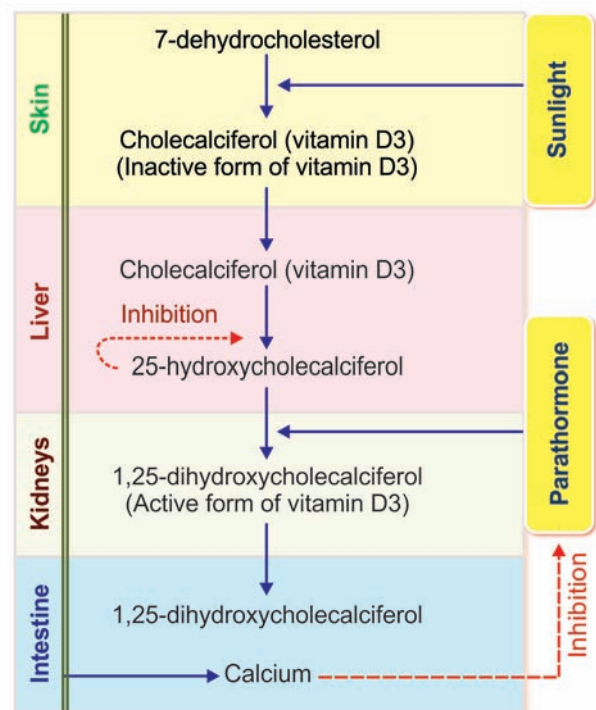 7-dehydrocholesterol
Skin
Sunlight
Cholecalciferol (vitamin D3)
(Inactive form of vitamin D3)
Liver
Cholecalciferol (vitamin D3)
Inhibition
25-hydroxycholecalciferol
Kidneys
Parathormone
1,25-dihydroxycholecalciferol
(Active form of vitamin D3)
Intestine
1,25-dihydroxycholecalciferol
Inhibition
Calcium